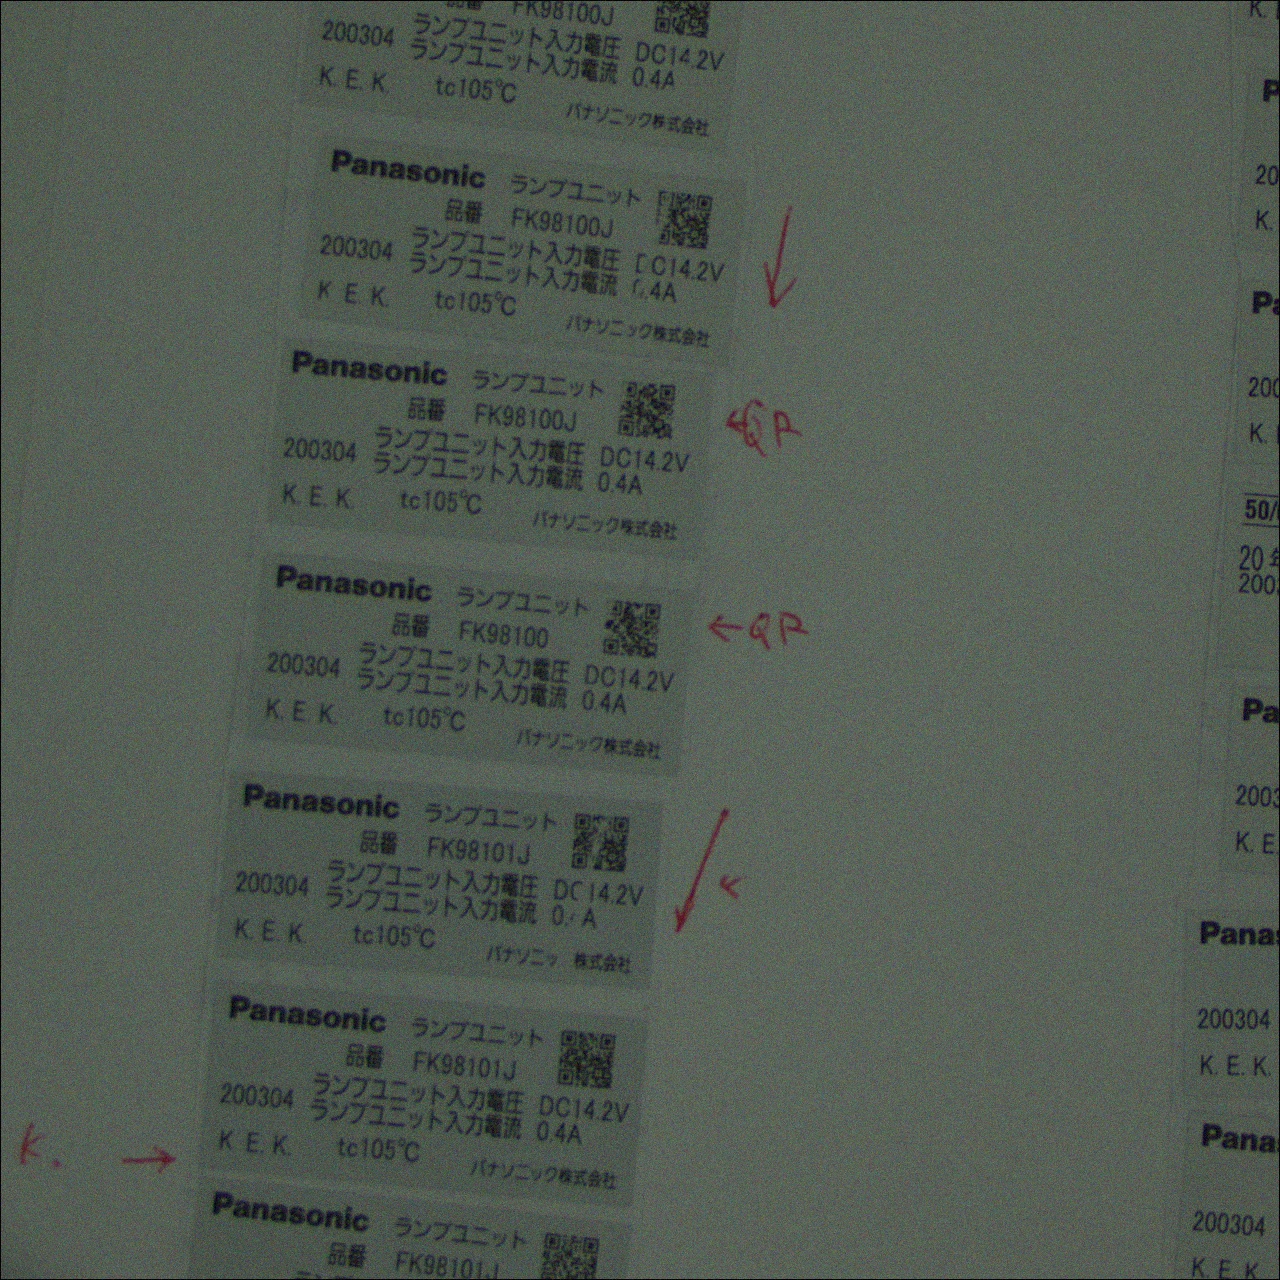 品番 FK98100J
ランプユニット入力電圧 DC14.2V
200304 ランプユニット入力電流 0.4A
K. E. K. tc105℃
パナソニック株式会社
Panasonic ランプユニット
品番 FK98100J
ランプユニット入力電圧 C14.2V
200304 ランプユニット入力電流 .4A
K E. K. tc105℃
パナソニック株式会社
Panasonic ランプユニット
品番 FK98100J
←QR
ランプユニット入力電圧 DC14.2V
200304 ランプユニット入力電流 0.4A
K. E. K. tc105℃
パナソニック株式会社
Panasonic ランプユニット
品番 FK98100
←QR
ランプユニット入力電圧 DC14.2V
200304 ランプユニット入力電流 0.4A
K. E. K. tc105℃
パナソニック株式会社
Panasonic ランプユニット
品番 FK98101J
ランプユニット入力電圧 DC14.2V
200304 ランプユニット入力電流 0. A
K. E. K. tc105℃
パナソニッ 株式会社
Panasonic ランプユニット
品番 FK98101J
ランプユニット入力電圧 DC14.2V
200304 ランプユニット入力電流 0.4A
K E. K. tc105℃
K. →
パナソニック株式会社
Panasonic ランプユニット
品番 FK98101J
K.
P
20
K.
Pa
200
K.
50/
20
200
Pa
2003
K. E.
Panas
200304
K. E. K.
Pana
200304
K. E. K.